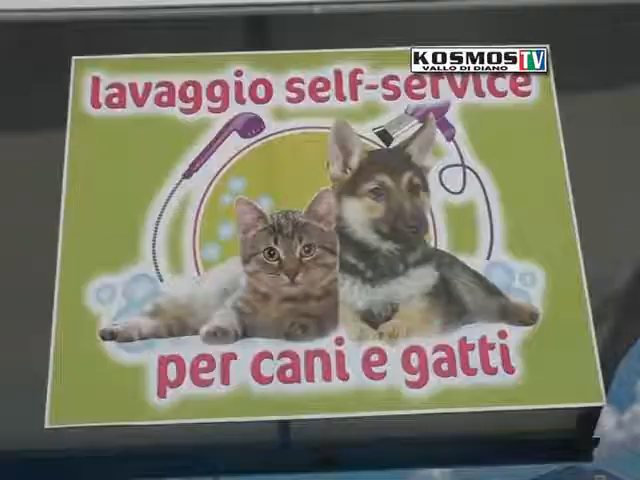 KOSMOS TV
VALLO DI DIANO
lavaggio self-service
per cani e gatti